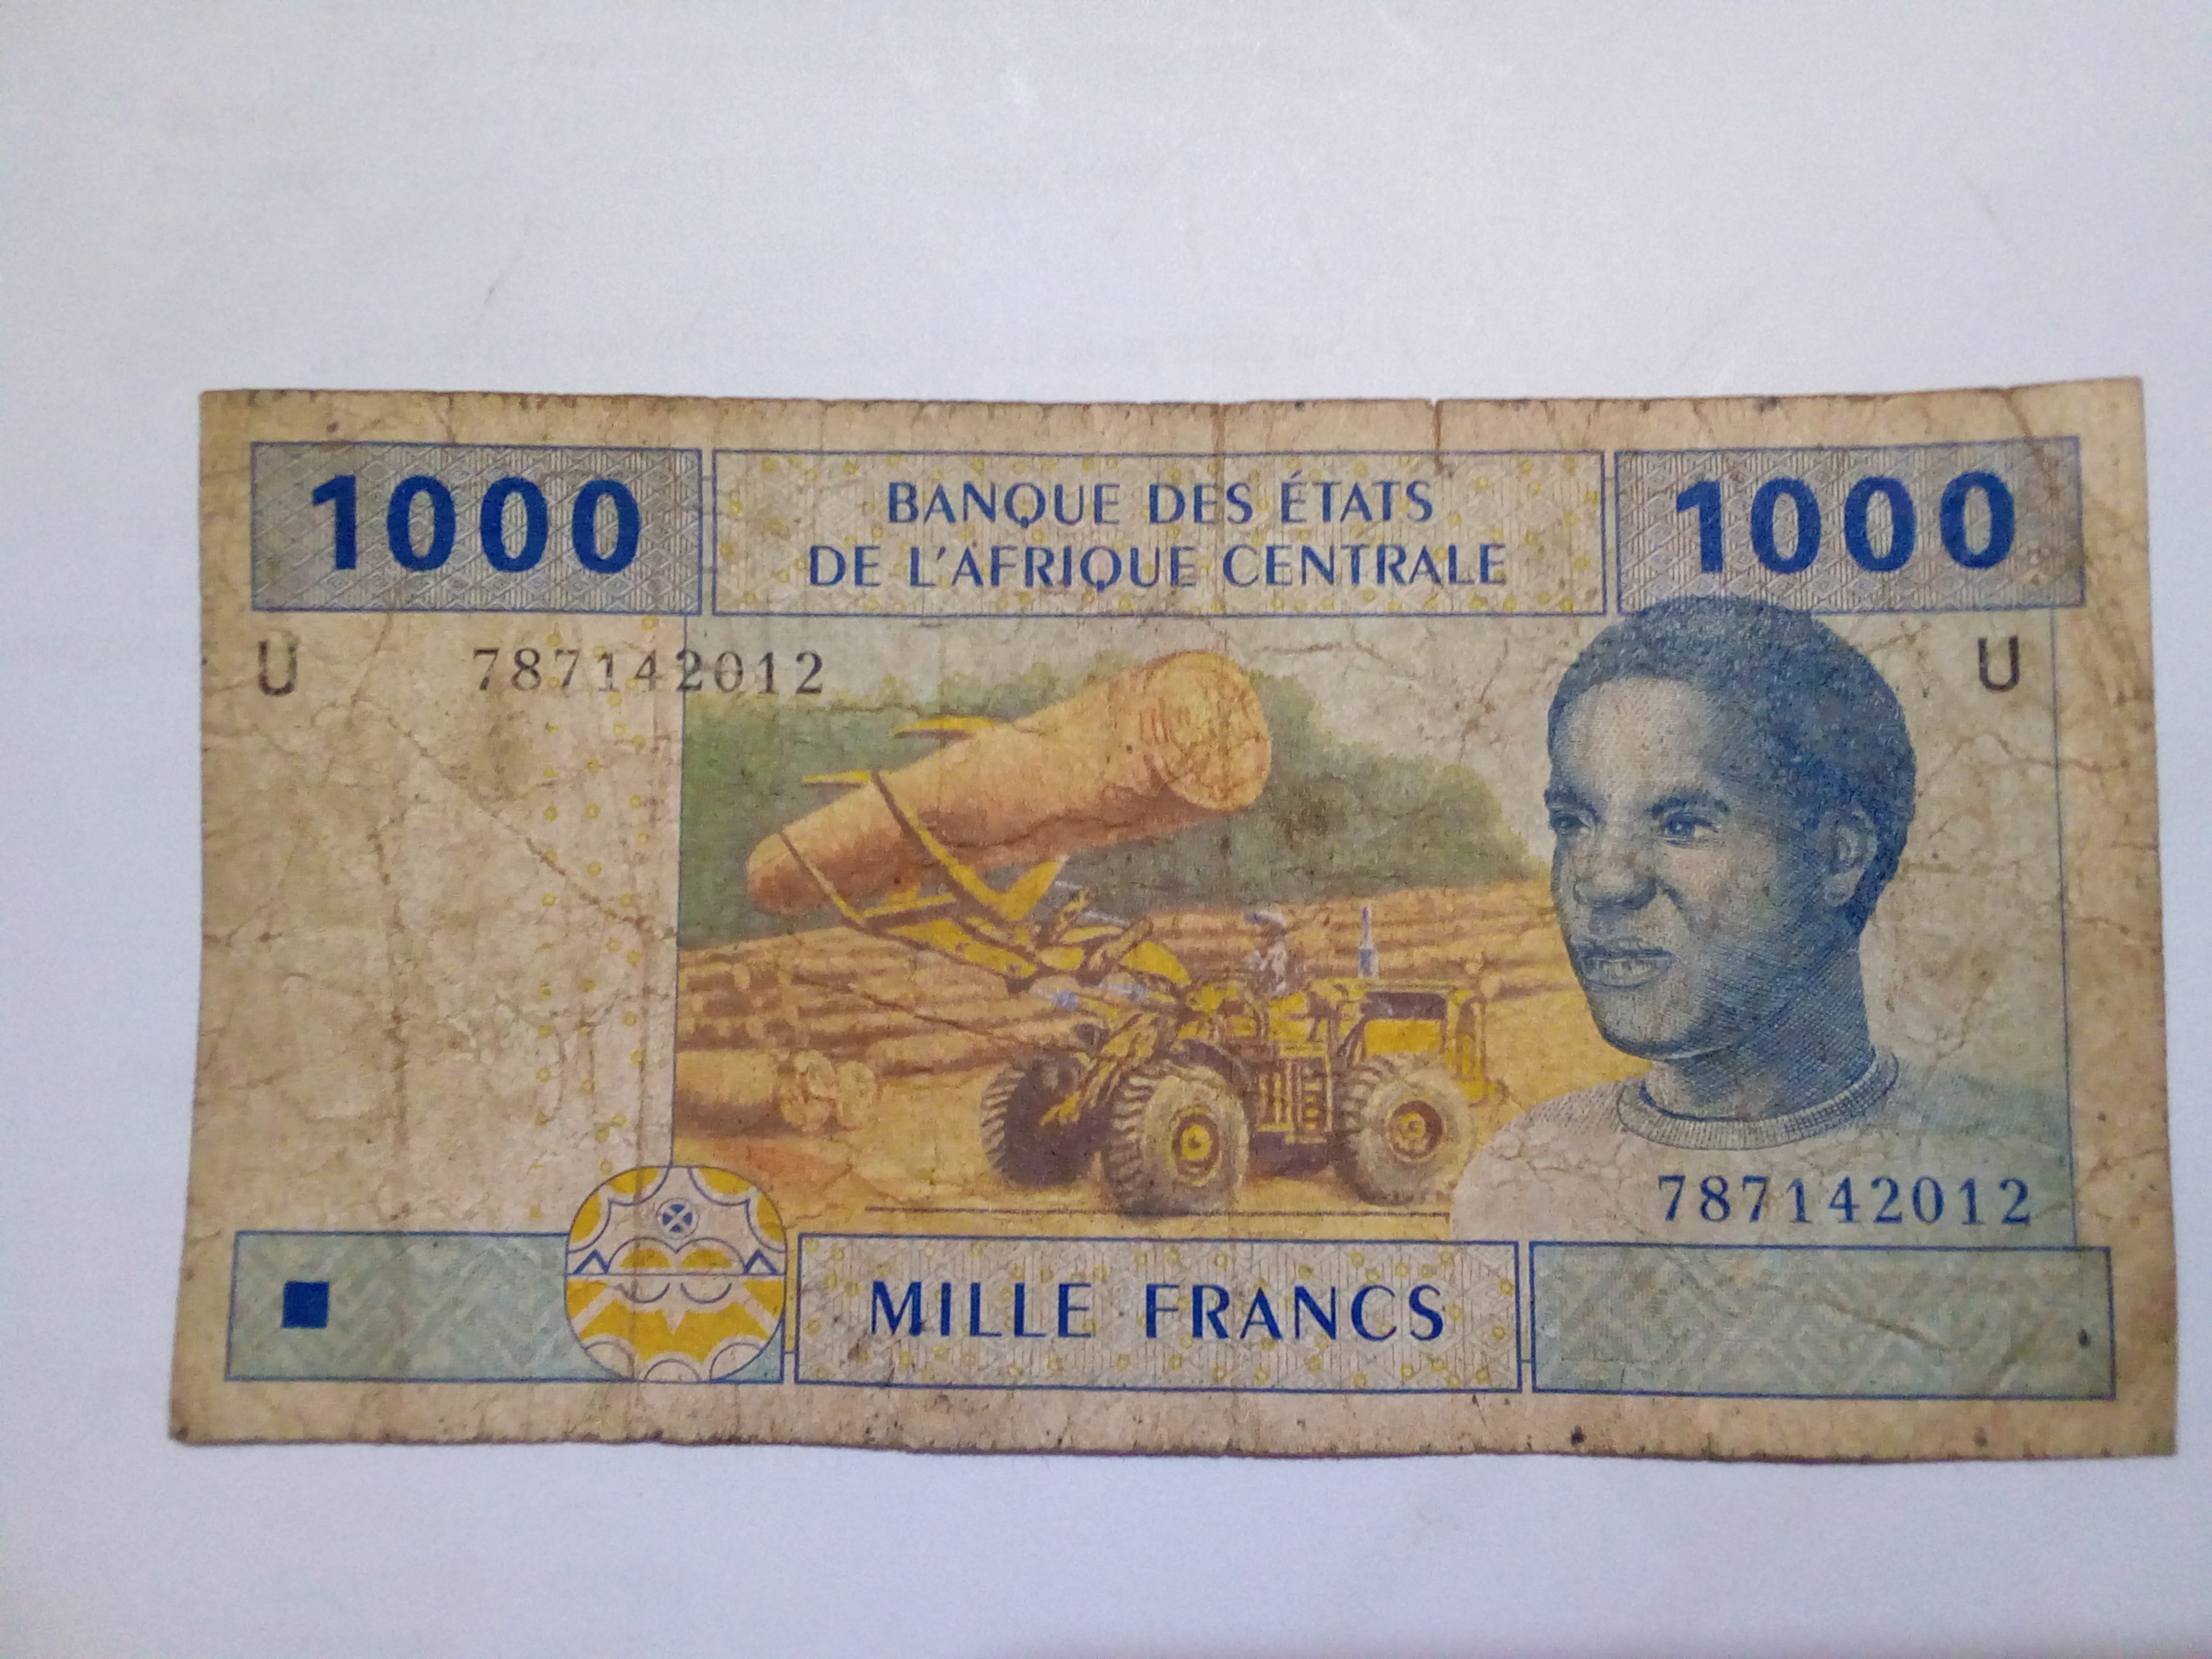 1000
BANQUE DES ÉTATS
DE L'AFRIQUE CENTRALE
1000
U
787142012
U
787142012
MILLE FRANCS